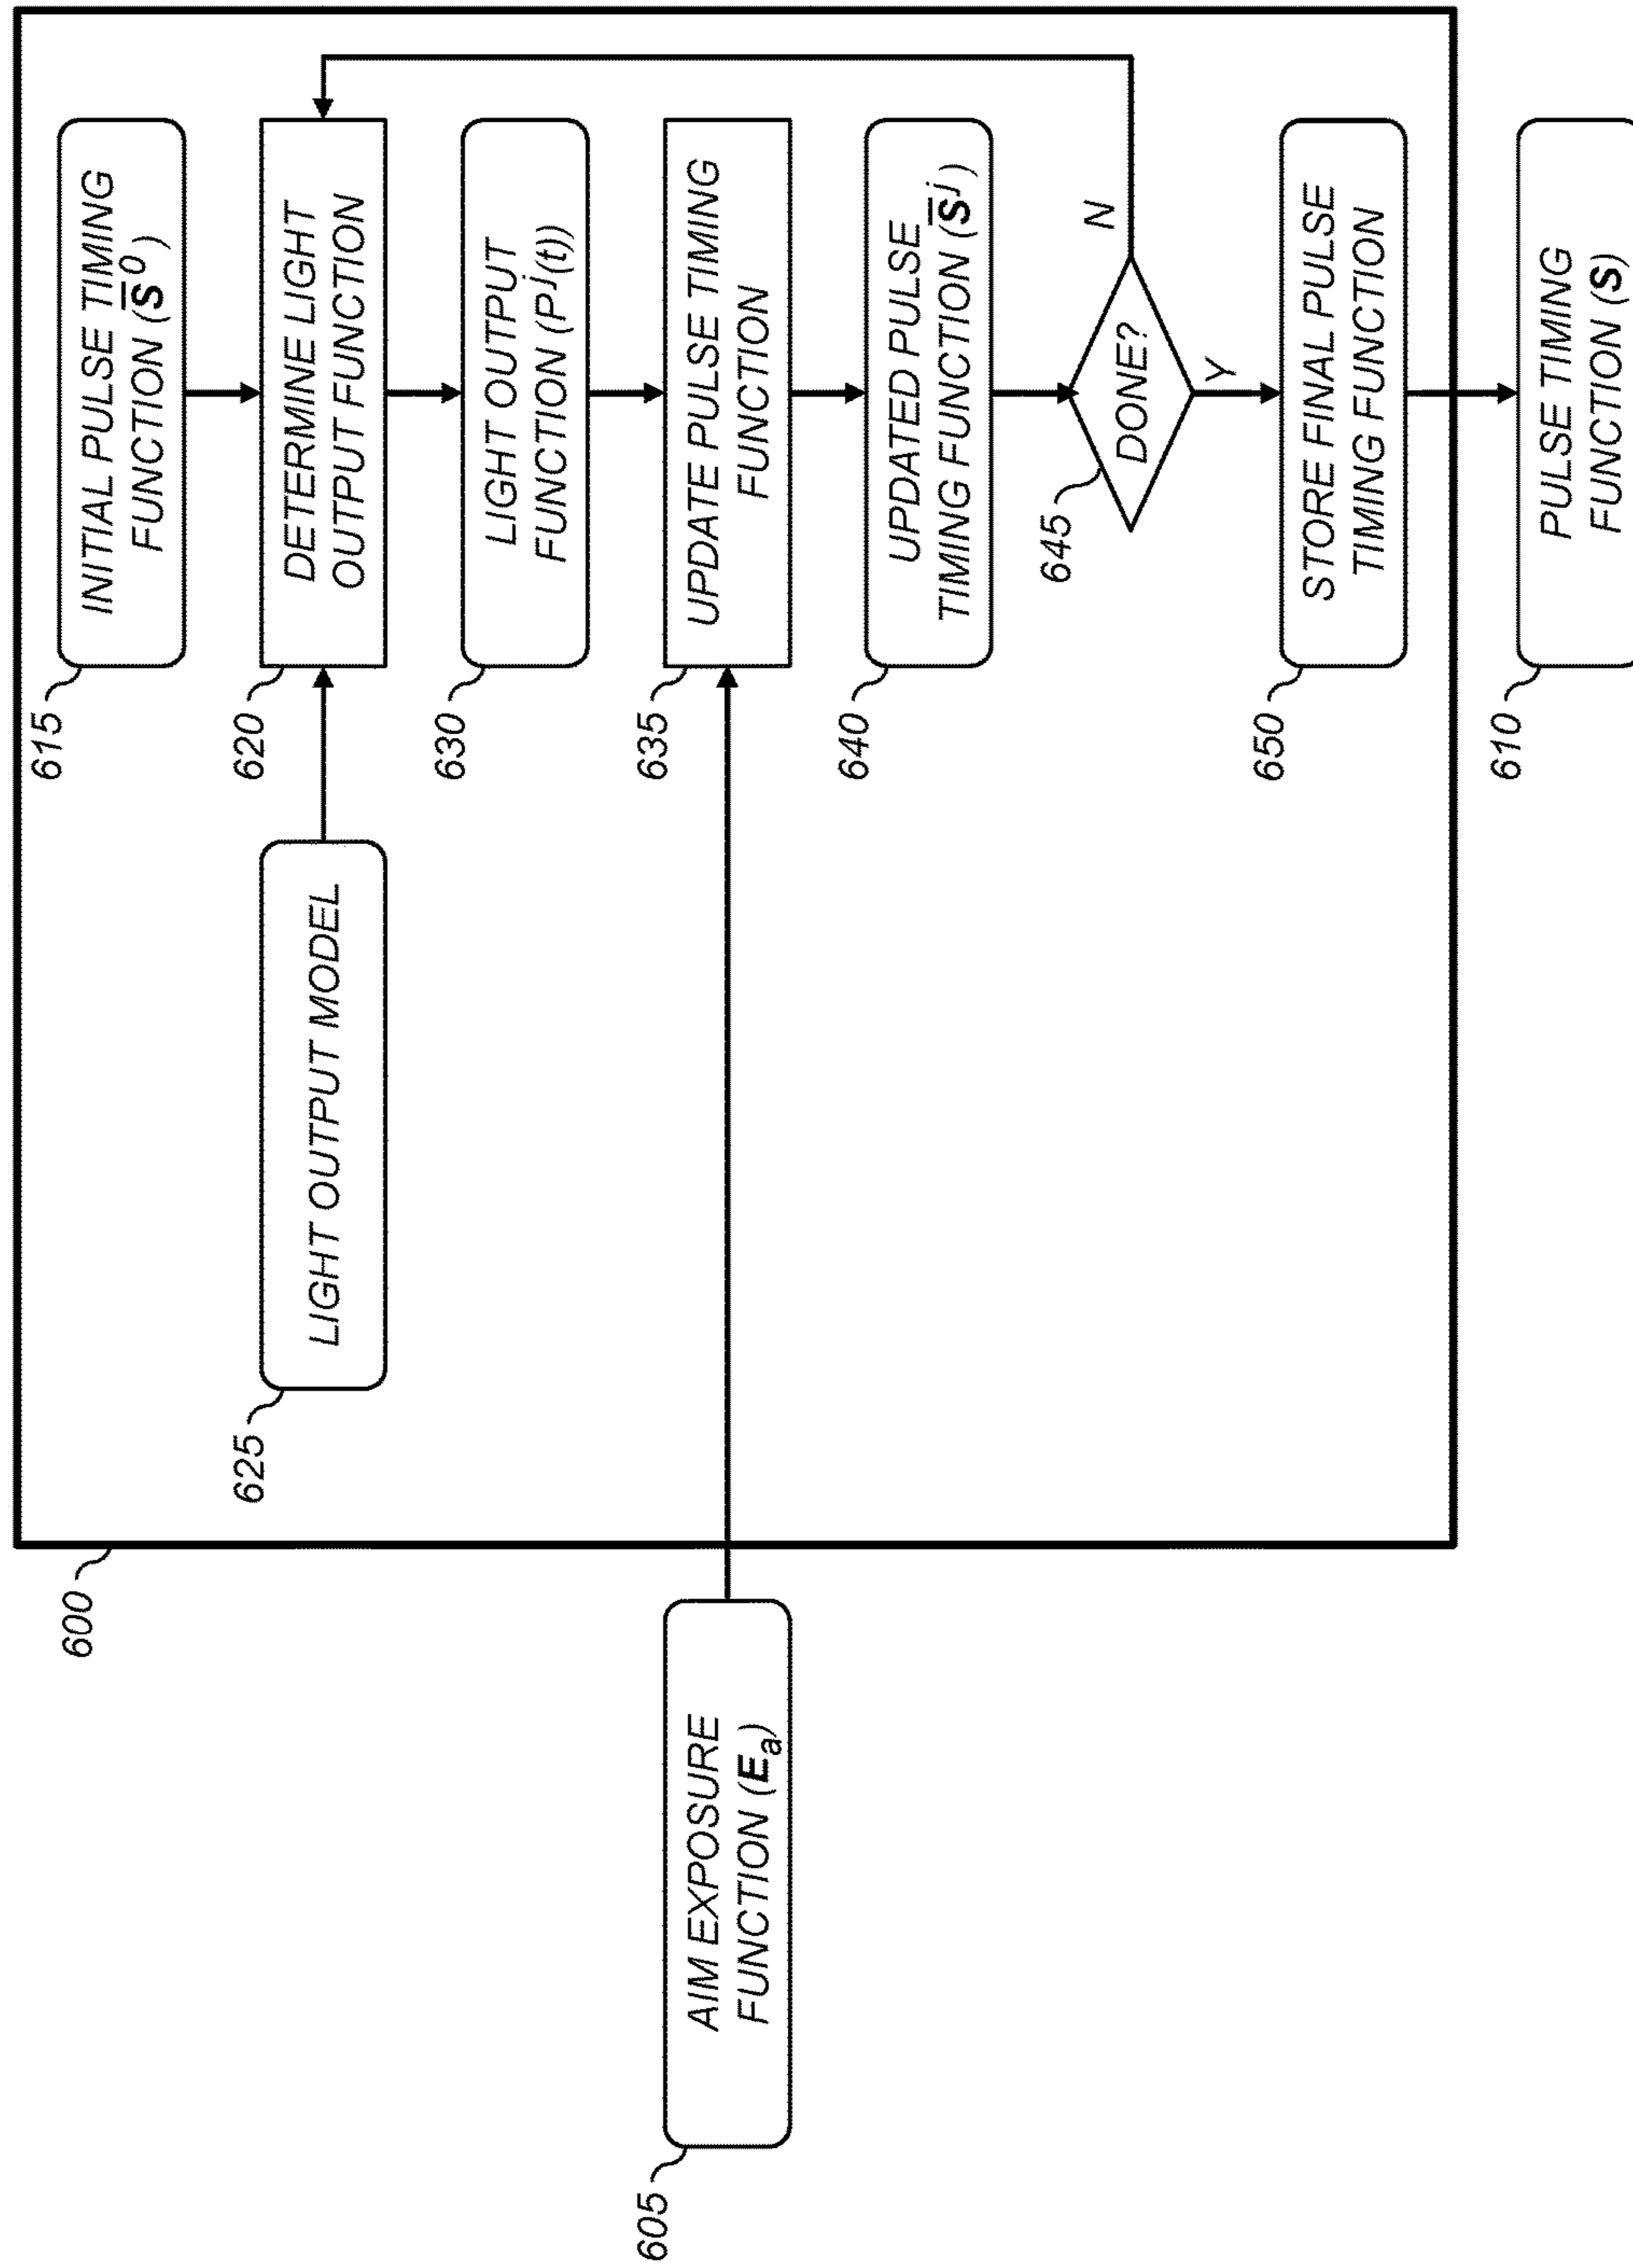 615
INITIAL PULSE TIMING
FUNCTION (S̅⁰)
625
LIGHT OUTPUT MODEL
620
DETERMINE LIGHT
OUTPUT FUNCTION
630
LIGHT OUTPUT
FUNCTION (Pʲ(t))
605
AIM EXPOSURE
FUNCTION (Eₐ)
600
635
UPDATE PULSE TIMING
FUNCTION
640
UPDATED PULSE
TIMING FUNCTION (S̅ʲ)
645
DONE?
N
Y
650
STORE FINAL PULSE
TIMING FUNCTION
610
PULSE TIMING
FUNCTION (S)